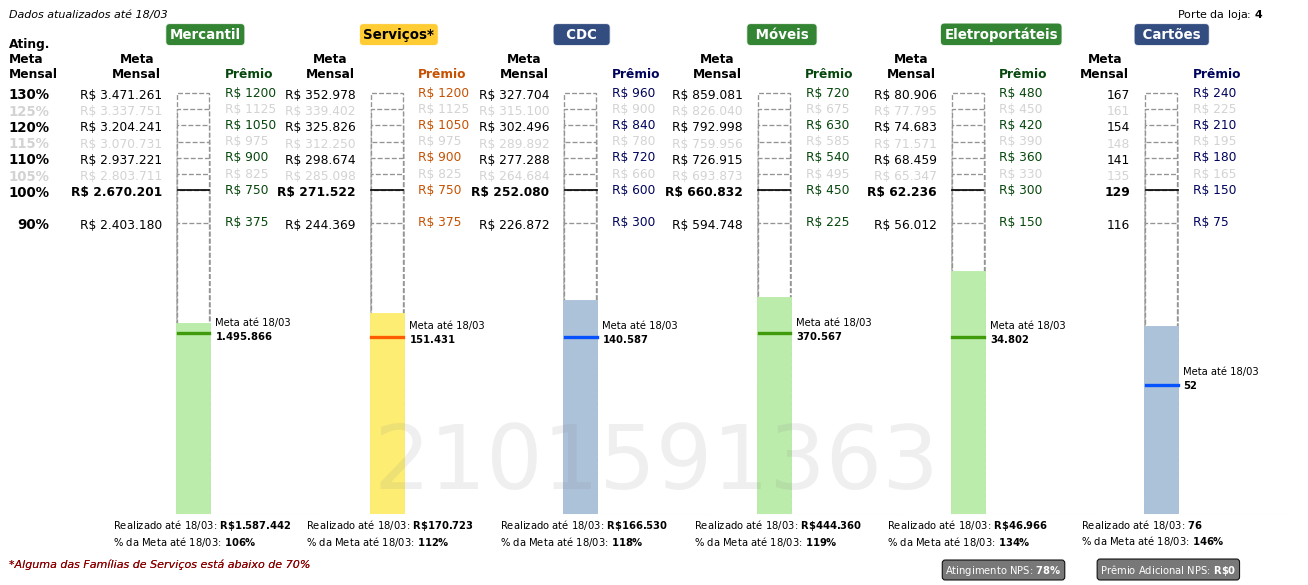 Dados atualizados até 18/03 Porte da loja: 4
Mercantil Serviços* CDC Móveis Eletroportáteis Cartões
Ating. Meta Mensal
Meta Mensal Prêmio Meta Mensal Prêmio Meta Mensal Prêmio Meta Mensal Prêmio Meta Mensal Prêmio Meta Mensal Prêmio
130% R$ 3.471.261 R$ 1200 R$ 352.978 R$ 1200 R$ 327.704 R$ 960 R$ 859.081 R$ 720 R$ 80.906 R$ 480 167 R$ 240
125% R$ 3.337.751 R$ 1125 R$ 339.402 R$ 1125 R$ 315.100 R$ 900 R$ 826.040 R$ 675 R$ 77.795 R$ 450 161 R$ 225
120% R$ 3.204.241 R$ 1050 R$ 325.826 R$ 1050 R$ 302.496 R$ 840 R$ 792.998 R$ 630 R$ 74.683 R$ 420 154 R$ 210
115% R$ 3.070.731 R$ 975 R$ 312.250 R$ 975 R$ 289.892 R$ 780 R$ 759.956 R$ 585 R$ 71.571 R$ 390 148 R$ 195
110% R$ 2.937.221 R$ 900 R$ 298.674 R$ 900 R$ 277.288 R$ 720 R$ 726.915 R$ 540 R$ 68.459 R$ 360 141 R$ 180
105% R$ 2.803.711 R$ 825 R$ 285.098 R$ 825 R$ 264.684 R$ 660 R$ 693.873 R$ 495 R$ 65.347 R$ 330 135 R$ 165
100% R$ 2.670.201 R$ 750 R$ 271.522 R$ 750 R$ 252.080 R$ 600 R$ 660.832 R$ 450 R$ 62.236 R$ 300 129 R$ 150
90% R$ 2.403.180 R$ 375 R$ 244.369 R$ 375 R$ 226.872 R$ 300 R$ 594.748 R$ 225 R$ 56.012 R$ 150 116 R$ 75
Meta até 18/03 Meta até 18/03 Meta até 18/03 Meta até 18/03 Meta até 18/03
1.495.866 151.431 140.587 370.567 34.802
Meta até 18/03
52
2101591363
Realizado até 18/03: R$1.587.442 Realizado até 18/03: R$170.723 Realizado até 18/03: R$166.530 Realizado até 18/03: R$444.360 Realizado até 18/03: R$46.966 Realizado até 18/03: 76
% da Meta até 18/03: 106% % da Meta até 18/03: 112% % da Meta até 18/03: 118% % da Meta até 18/03: 119% % da Meta até 18/03: 134% % da Meta até 18/03: 146%
*Alguma das Famílias de Serviços está abaixo de 70% Atingimento NPS: 78% Prêmio Adicional NPS: R$0